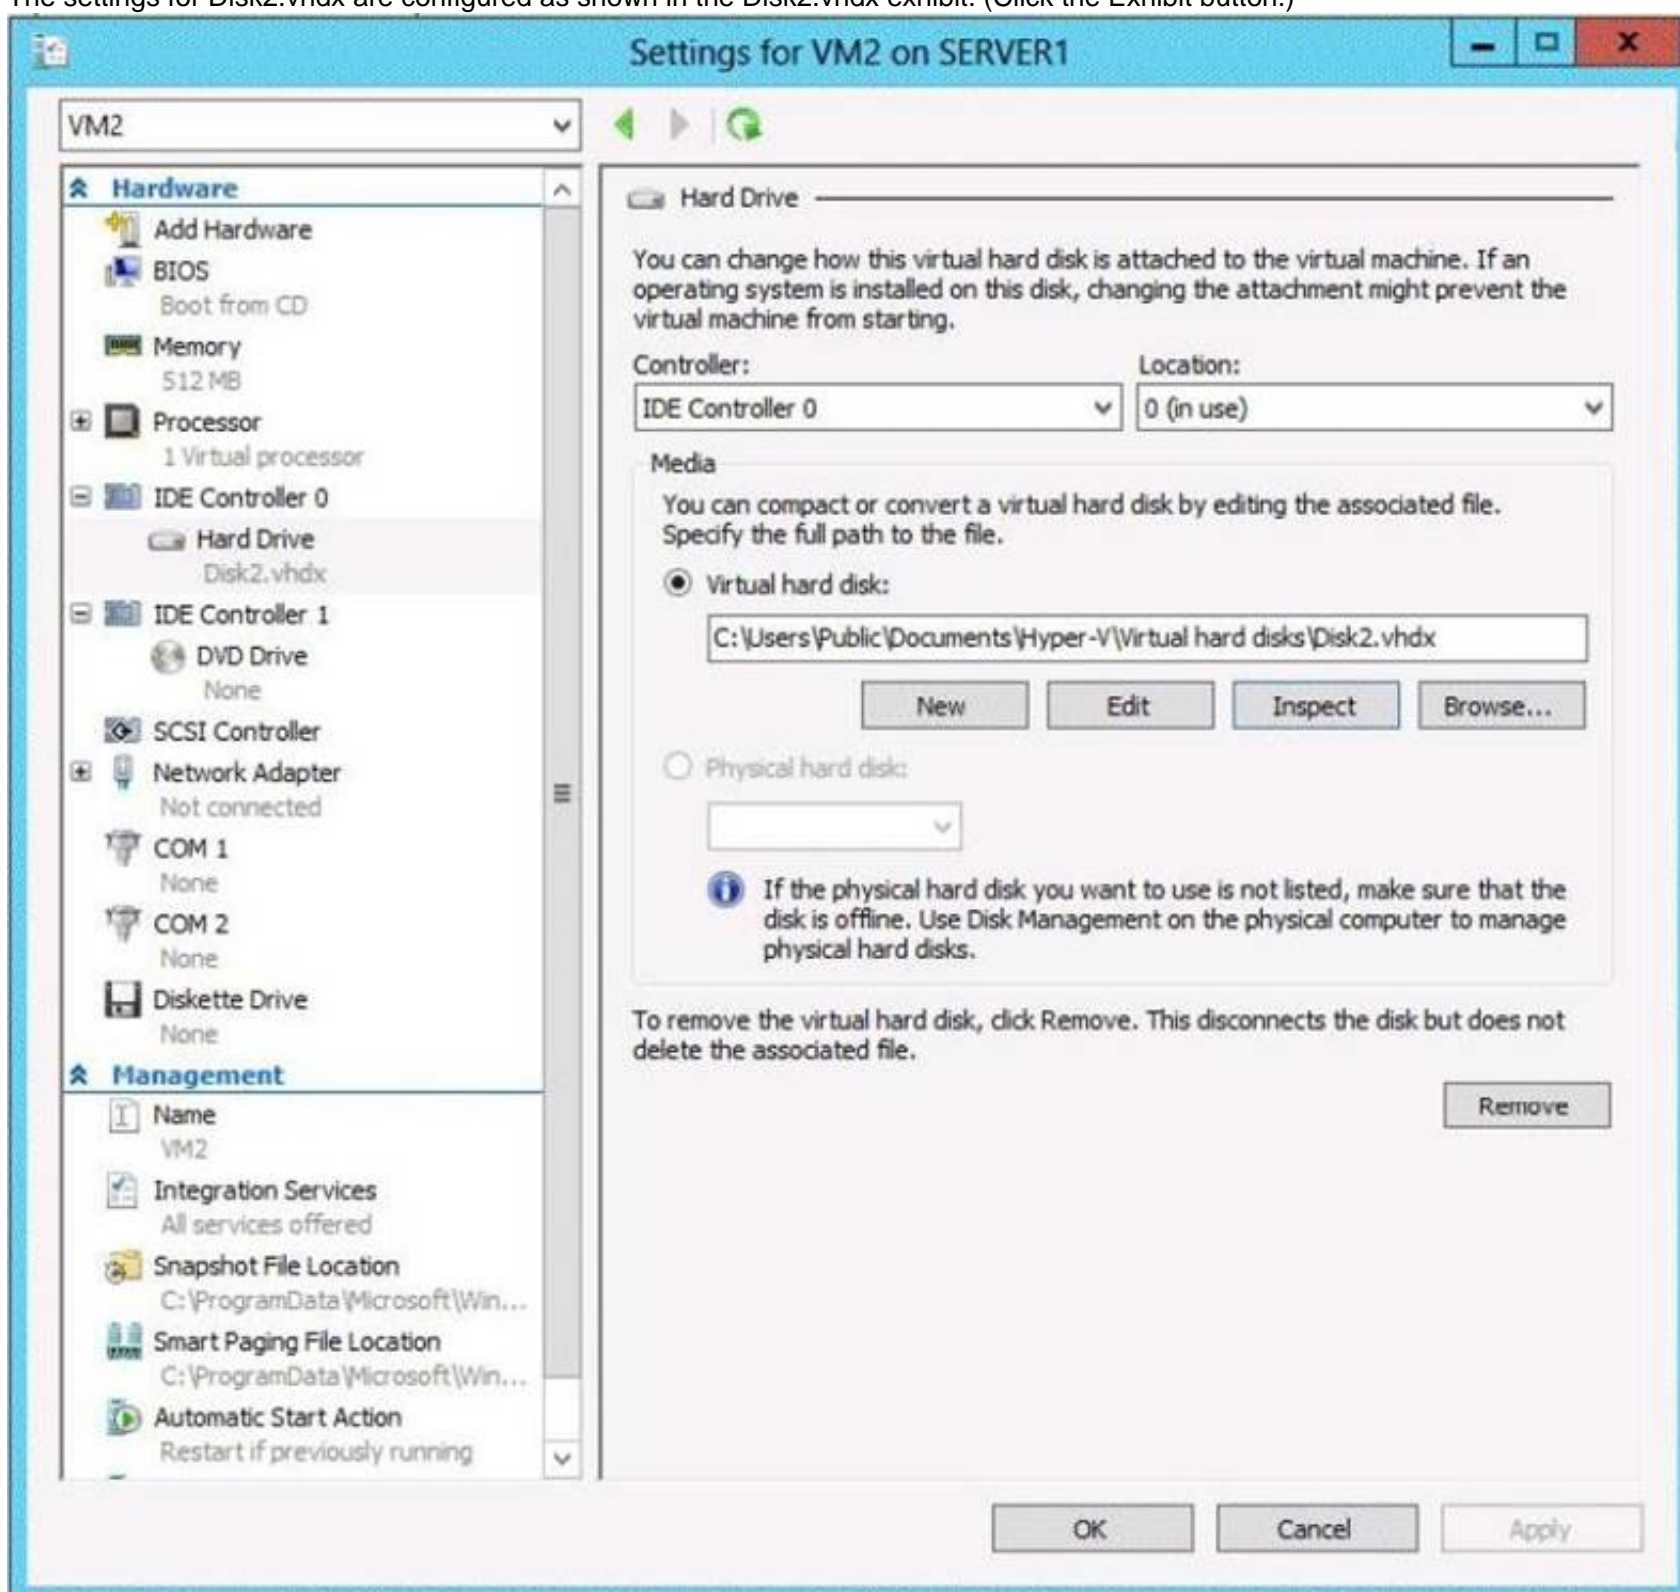 The settings for Disk2.vhdx are configured as shown in the Disk2.vhdx exhibit. (Click the Exhibit button.)
Settings for VM2 on SERVER1
VM2
Hardware
Add Hardware
BIOS
Boot from CD
Memory
512 MB
Processor
1 Virtual processor
IDE Controller 0
Hard Drive
Disk2.vhdx
IDE Controller 1
DVD Drive
None
SCSI Controller
Network Adapter
Not connected
COM 1
None
COM 2
None
Diskette Drive
None
Management
Name
VM2
Integration Services
All services offered
Snapshot File Location
C:\ProgramData\Microsoft\Win...
Smart Paging File Location
C:\ProgramData\Microsoft\Win...
Automatic Start Action
Restart if previously running
Hard Drive
You can change how this virtual hard disk is attached to the virtual machine. If an
operating system is installed on this disk, changing the attachment might prevent the
virtual machine from starting.
Controller:
Location:
IDE Controller 0
0 (in use)
Media
You can compact or convert a virtual hard disk by editing the associated file.
Specify the full path to the file.
Virtual hard disk:
C:\Users\Public\Documents\Hyper-V\Virtual hard disks\Disk2.vhdx
New
Edit
Inspect
Browse...
Physical hard disk:
If the physical hard disk you want to use is not listed, make sure that the
disk is offline. Use Disk Management on the physical computer to manage
physical hard disks.
To remove the virtual hard disk, click Remove. This disconnects the disk but does not
delete the associated file.
Remove
OK
Cancel
Apply